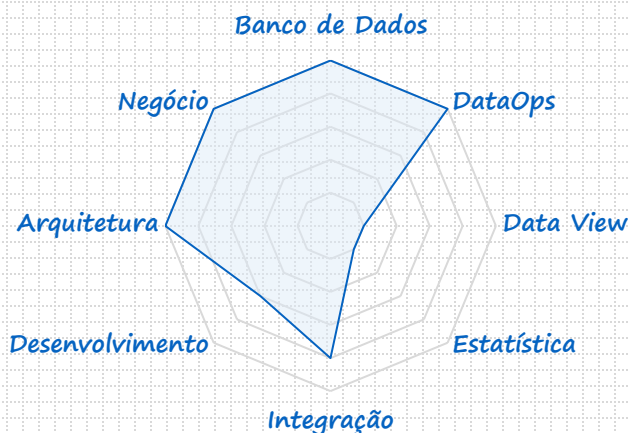 Banco de Dados
Negócio
DataOps
Arquitetura
Data View
Desenvolvimento
Estatística
Integração